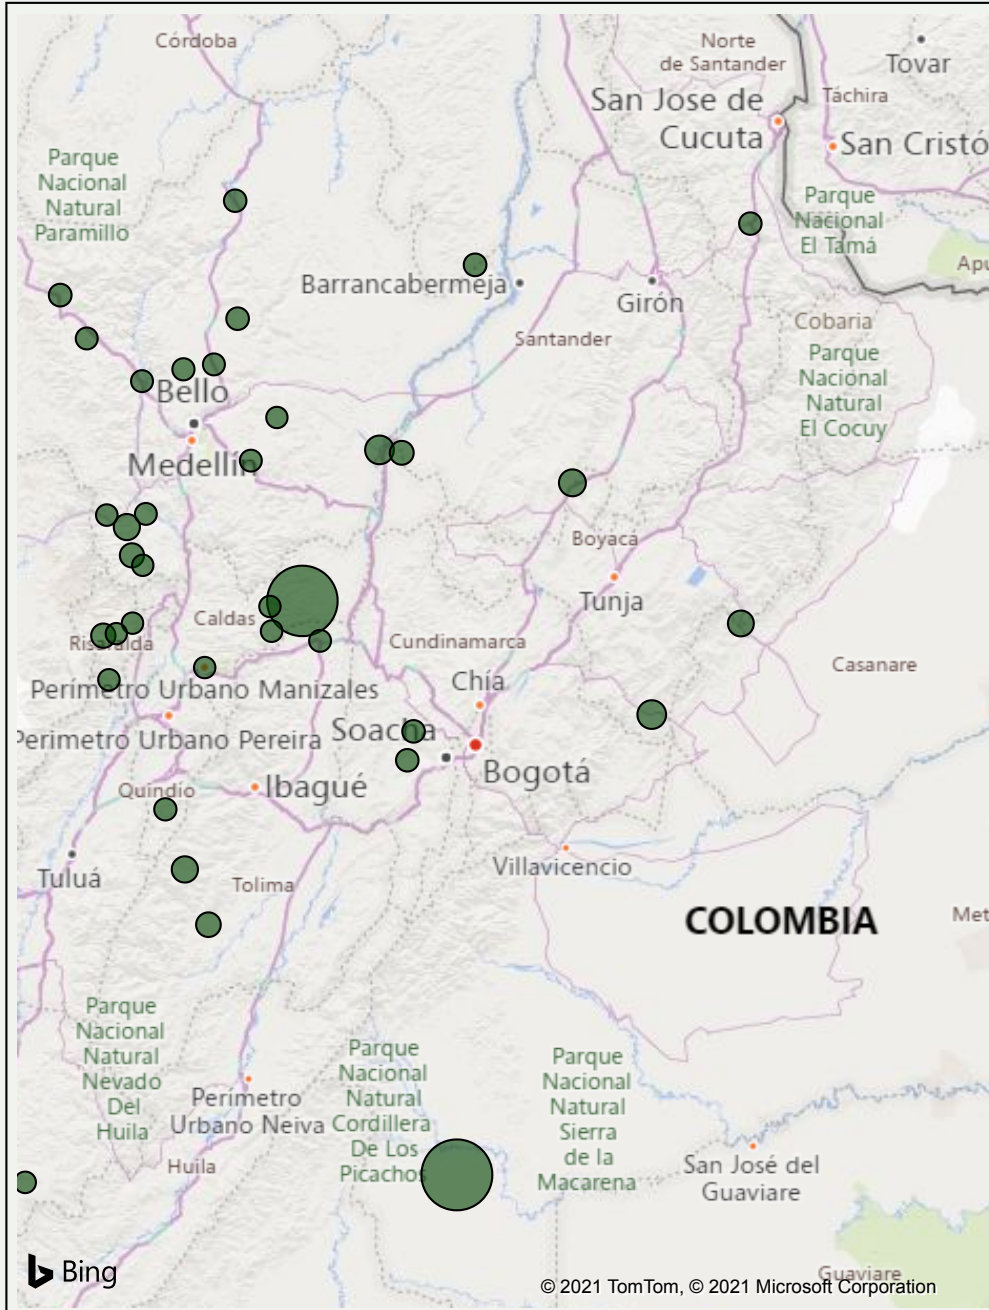 Córdoba
Norte
de Santander
Tovar
San Jose de
Cucuta
Táchira
San Cristó
Parque
Nacional
Natural
Paramillo
Parque
Nacional
El Tamá
Apu
Barrancabermeja
Girón
Santander
Cobaria
Parque
Nacional
Natural
El Cocuy
Bello
Medellín
Boyaca
Tunja
Caldas
Risaralda
Cundinamarca
Casanare
Chía
Perímetro Urbano Manizales
Soacha
Perimetro Urbano Pereira
Bogotá
Quindío
Ibagué
Villavicencio
Tuluá
Tolima
COLOMBIA
Met
Parque
Nacional
Natural
Nevado
Del
Huila
Perimetro
Urbano Neiva
Parque
Nacional
Natural
Cordillera
De Los
Picachos
Parque
Nacional
Natural
Sierra
de la
Macarena
Huila
San José del
Guaviare
Guaviare
Bing
© 2021 TomTom, © 2021 Microsoft Corporation